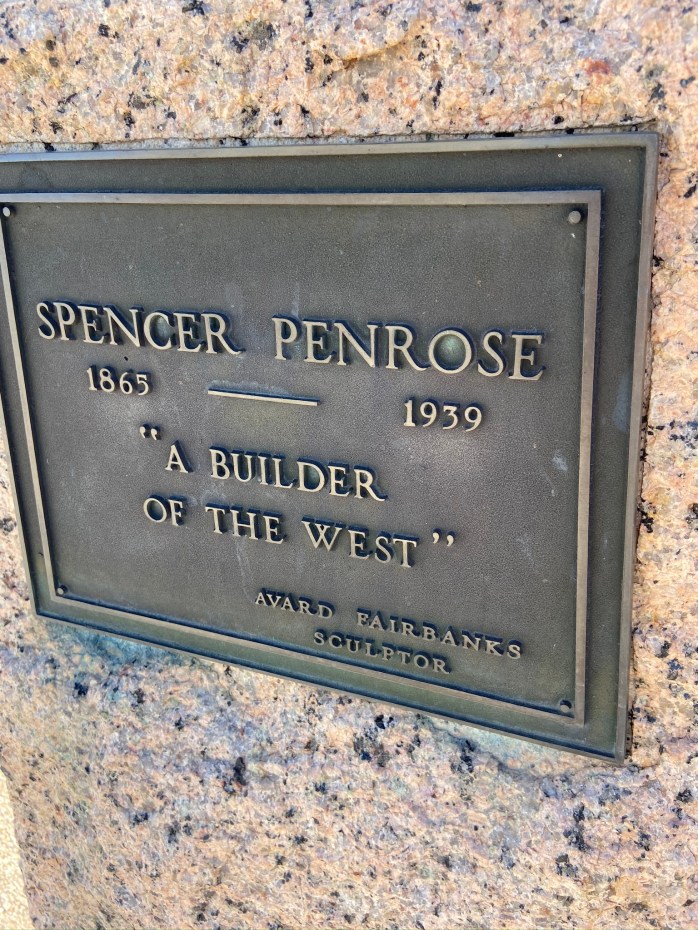 SPENCER PENROSE
1865 — 1939
"A BUILDER
OF THE WEST"
AVARD FAIRBANKS
SCULPTOR